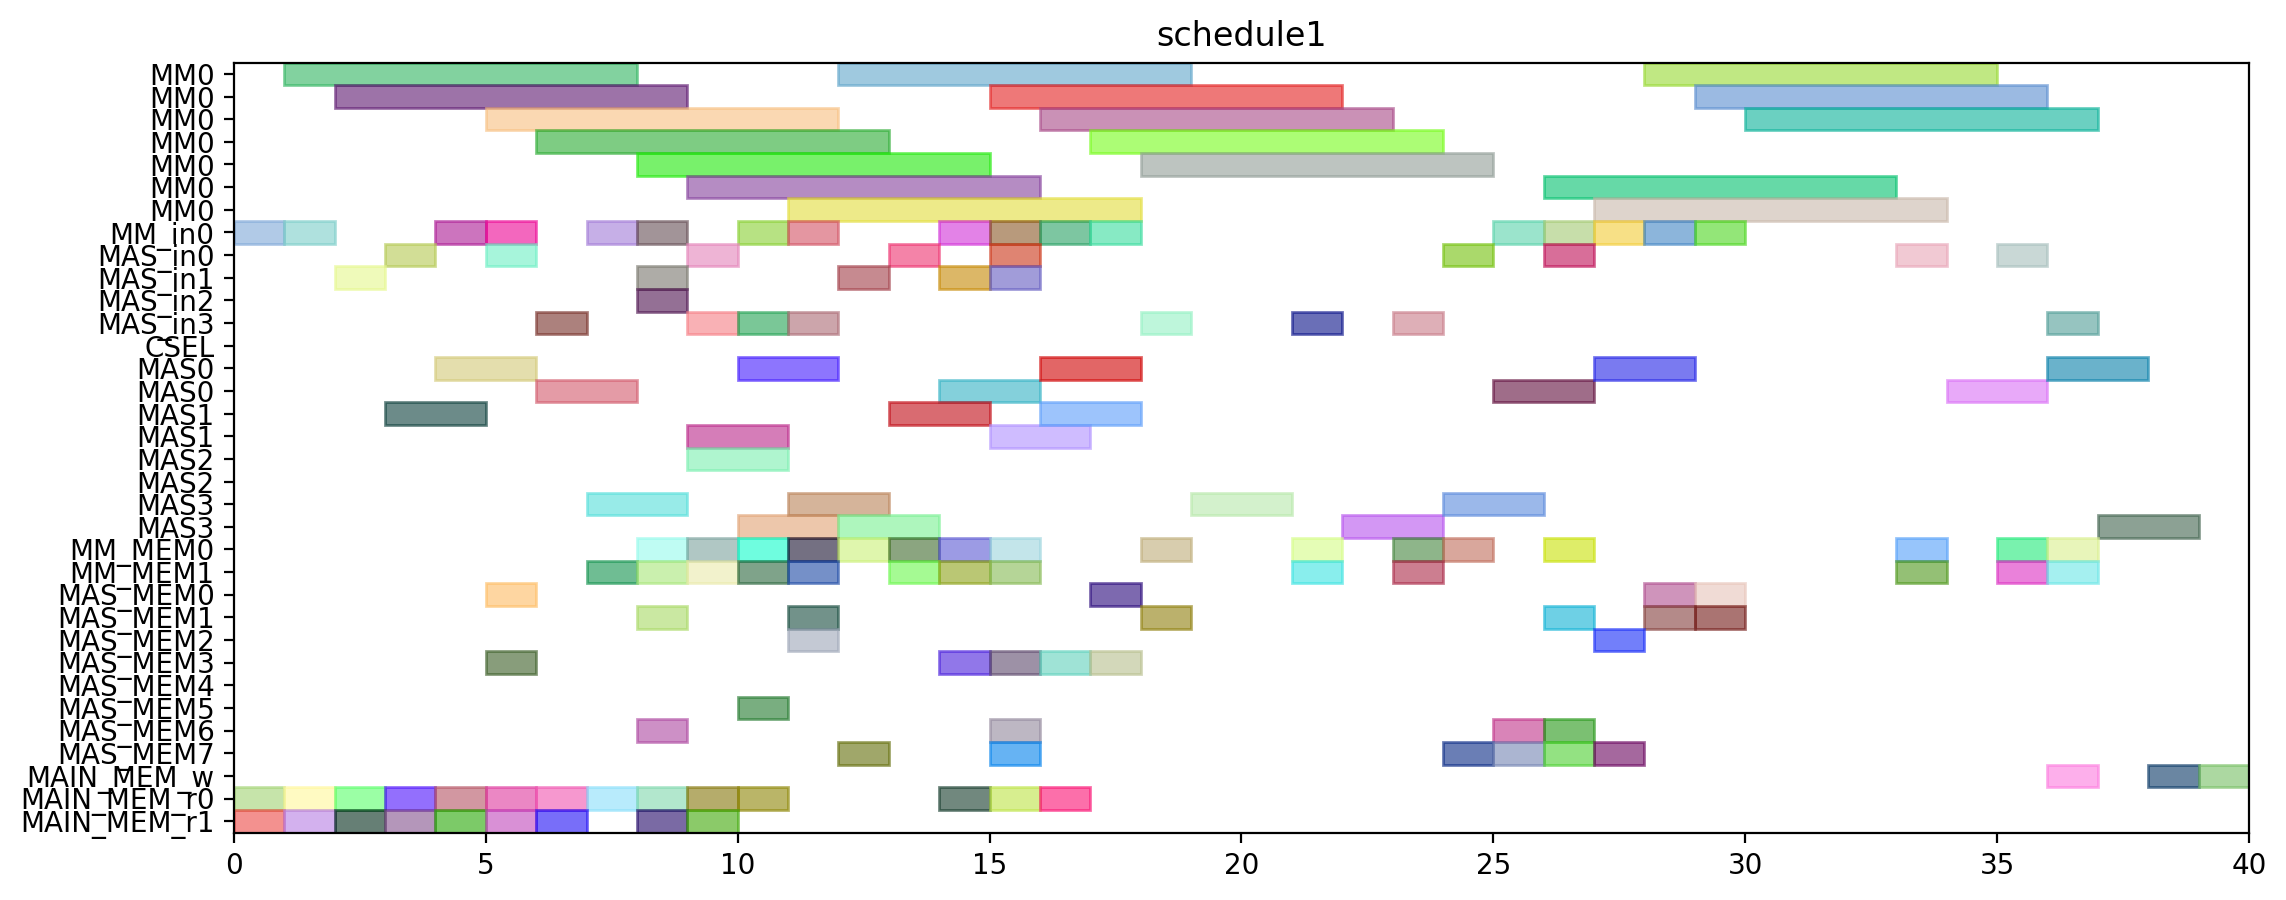 schedule1
MM0
MM0
MM0
MM0
MM0
MM0
MM0
MM_in0
MAS_in0
MAS_in1
MAS_in2
MAS_in3
CSEL
MAS0
MAS0
MAS1
MAS1
MAS2
MAS2
MAS3
MAS3
MM_MEM0
MM_MEM1
MAS_MEM0
MAS_MEM1
MAS_MEM2
MAS_MEM3
MAS_MEM4
MAS_MEM5
MAS_MEM6
MAS_MEM7
MAIN_MEM_w
MAIN_MEM_r0
MAIN_MEM_r1
0 5 10 15 20 25 30 35 40